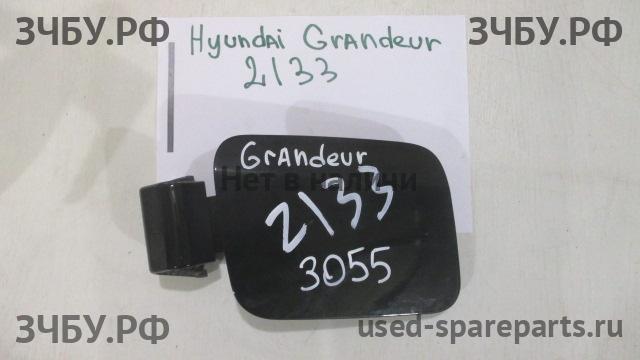 ЗЧБУ.РФ
ЗЧБУ.РФ
Hyundai Grandeur
2133
Grandeur
Нет в наличии
2133
3055
ЗЧБУ.РФ
used-spareparts.ru